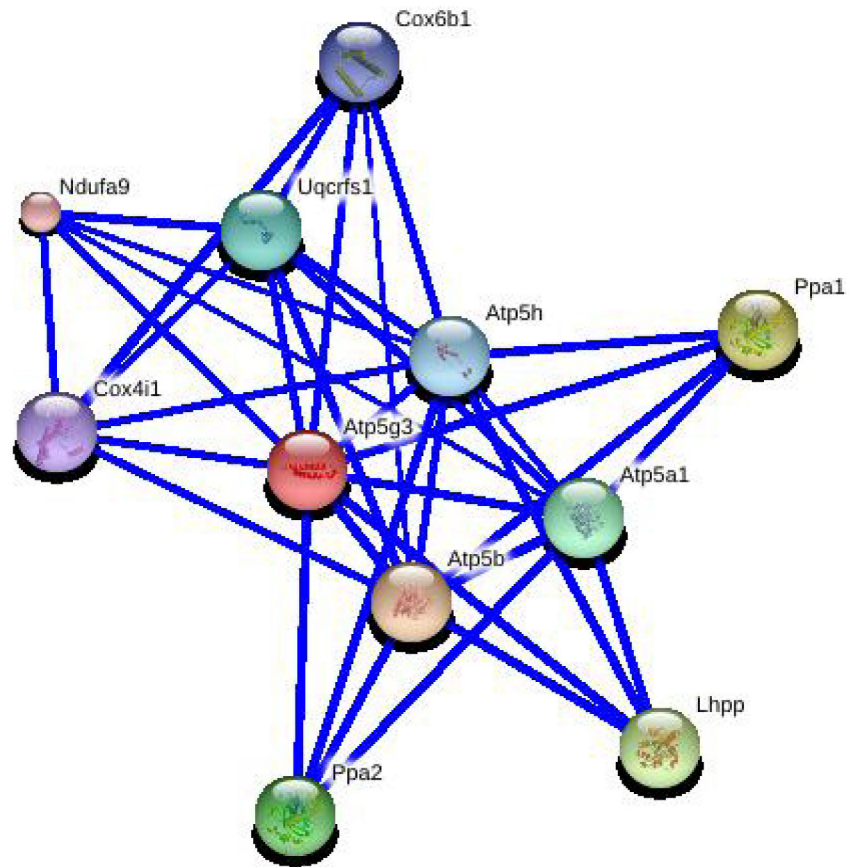 Cox6b1
Ndufa9
Uqcrfs1
Ppa1
Atp5h
Cox4i1
Atp5g3
Atp5a1
Atp5b
Lhpp
Ppa2